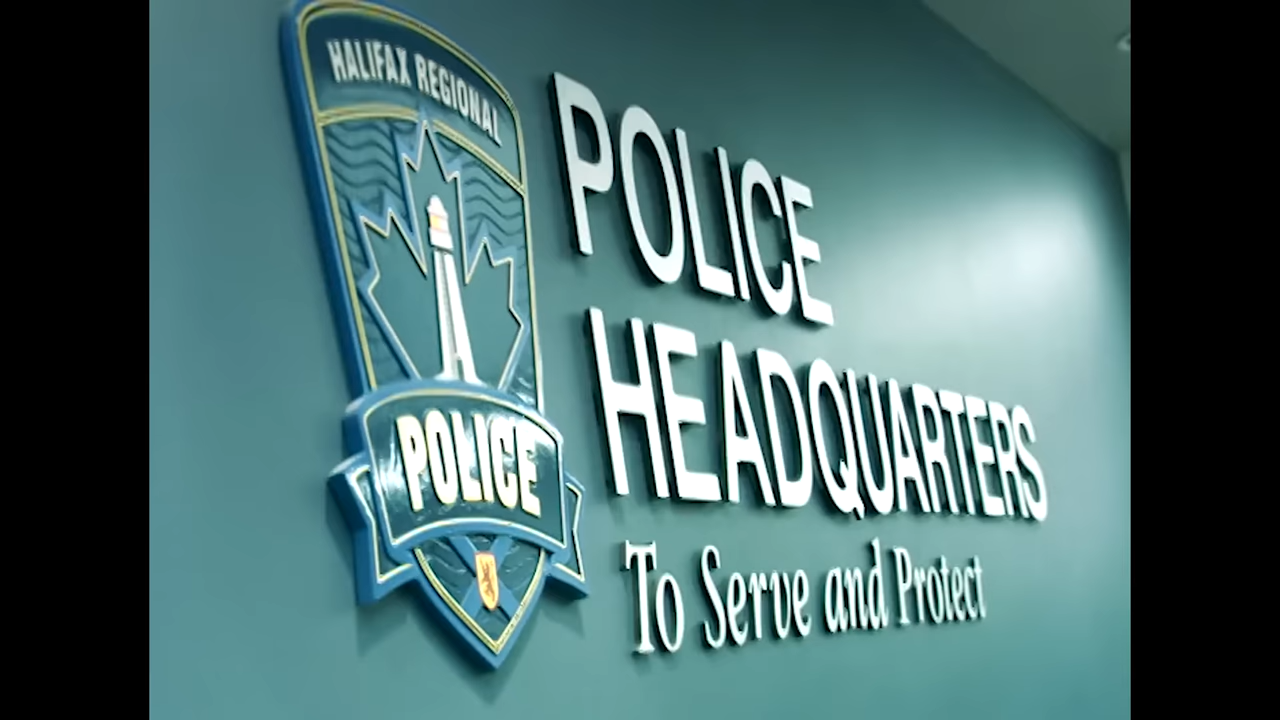 HALIFAX REGIONAL
POLICE
POLICE
HEADQUARTERS
To Serve and Protect